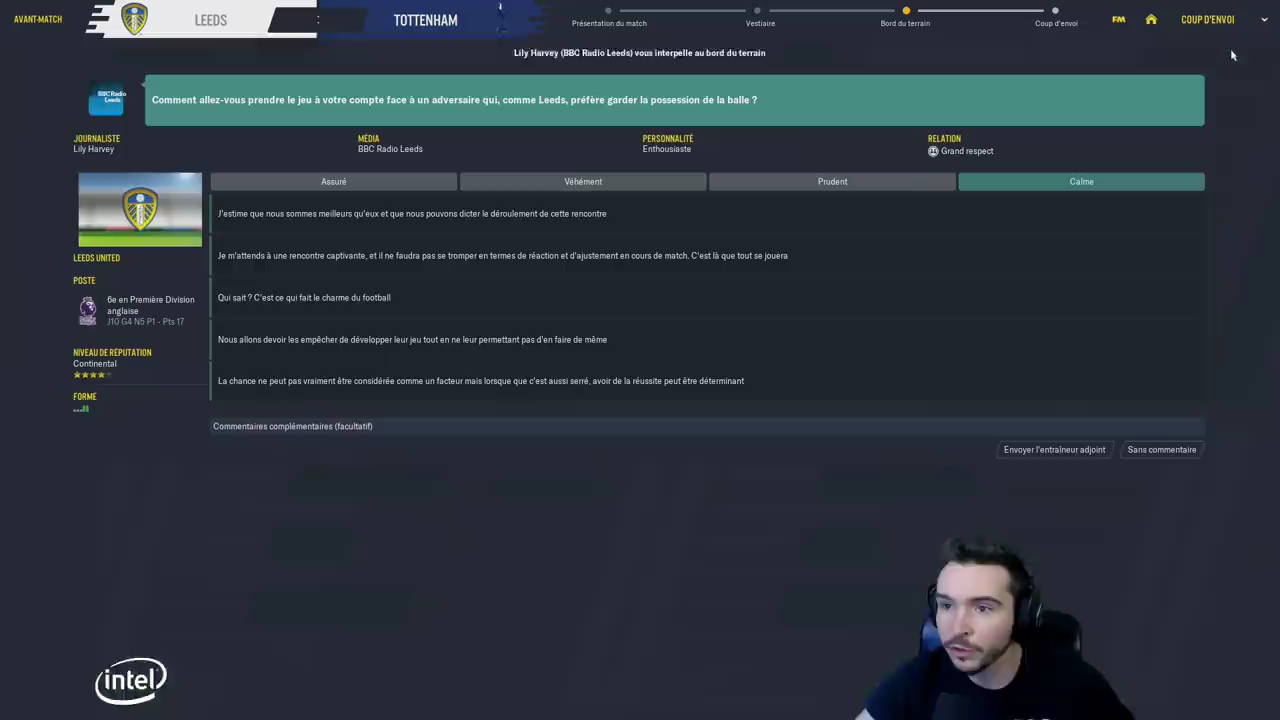 AVANT-MATCH
LEEDS
:
TOTTENHAM
Présentation du match
Vestiaire
Bord du terrain
Coup d'envoi
FM
COUP D'ENVOI
Lily Harvey (BBC Radio Leeds) vous interpelle au bord du terrain
BBC Radio
Leeds
Comment allez-vous prendre le jeu à votre compte face à un adversaire qui, comme Leeds, préfère garder la possession de la balle ?
JOURNALISTE
Lily Harvey
MÉDIA
BBC Radio Leeds
PERSONNALITÉ
Enthousiaste
RELATION
Grand respect
Assuré
Véhément
Prudent
Calme
J'estime que nous sommes meilleurs qu'eux et que nous pouvons dicter le déroulement de cette rencontre
Je m'attends à une rencontre captivante, et il ne faudra pas se tromper en termes de réaction et d'ajustement en cours de match. C'est là que tout se jouera
Qui sait ? C'est ce qui fait le charme du football
Nous allons devoir les empêcher de développer leur jeu tout en ne leur permettant pas d'en faire de même
La chance ne peut pas vraiment être considérée comme un facteur mais lorsque que c'est aussi serré, avoir de la réussite peut être déterminant
LEEDS UNITED
POSTE
6e en Première Division
anglaise
J10 G4 N5 P1 - Pts 17
NIVEAU DE RÉPUTATION
Continental
FORME
Commentaires complémentaires (facultatif)
Envoyer l'entraîneur adjoint
Sans commentaire
intel